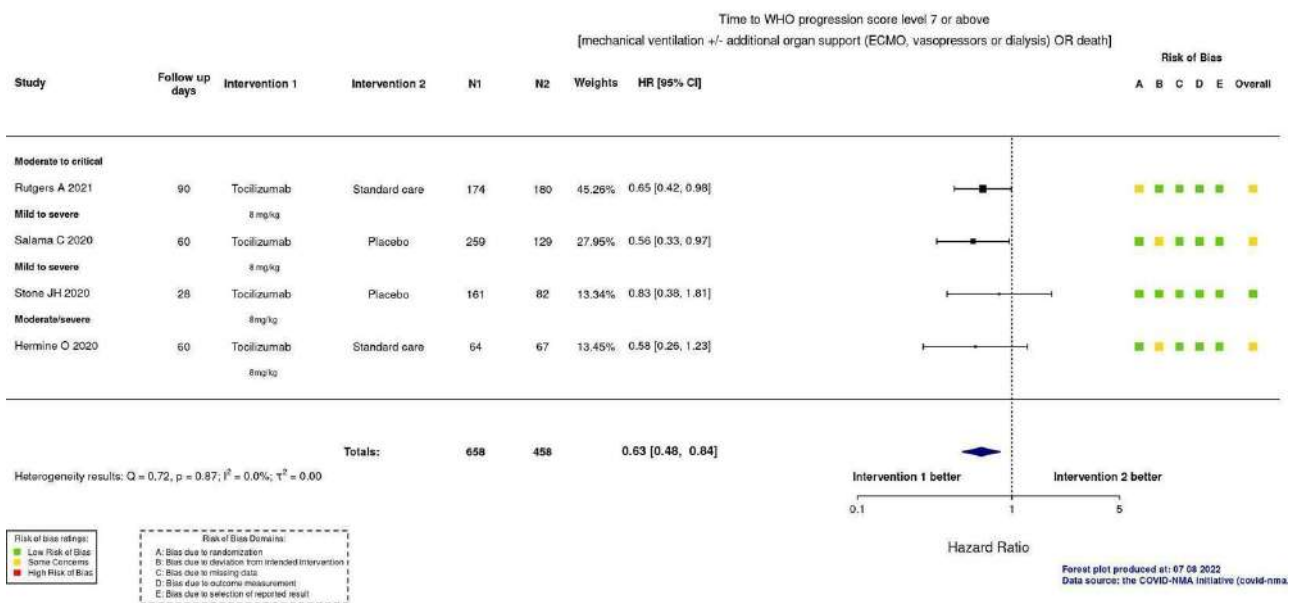 Time to WHO progression score level 7 or above
[mechanical ventilation +/- additional organ support (ECMO, vasopressors or dialysis) OR death]
Risk of Bias
Study Follow up days Intervention 1 Intervention 2 N1 N2 Weights HR [95% CI] A B C D E Overall
Moderate to critical
Rutgers A 2021 90 Tocilizumab Standard care 174 180 45.26% 0.65 [0.42, 0.98]
Mild to severe 8 mg/kg
Salama C 2020 60 Tocilizumab Placebo 259 129 27.95% 0.56 [0.33, 0.97]
Mild to severe 8 mg/kg
Stone JH 2020 28 Tocilizumab Placebo 161 82 13.34% 0.83 [0.38, 1.81]
Moderate/severe 8mg/kg
Hermine O 2020 60 Tocilizumab Standard care 64 67 13.45% 0.58 [0.26, 1.23]
8mg/kg
Totals: 658 458 0.63 [0.48, 0.84]
Heterogeneity results: Q = 0.72, p = 0.87; I² = 0.0%; τ² = 0.00
Intervention 1 better Intervention 2 better
0.1 1 5
Hazard Ratio
Risk of bias ratings:
Low Risk of Bias
Some Concerns
High Risk of Bias
Risk of Bias Domains:
A: Bias due to randomization
B: Bias due to deviation from intended intervention
C: Bias due to missing data
D: Bias due to outcome measurement
E: Bias due to selection of reported result
Forest plot produced at: 07 08 2022
Data source: the COVID-NMA initiative (covid-nma.